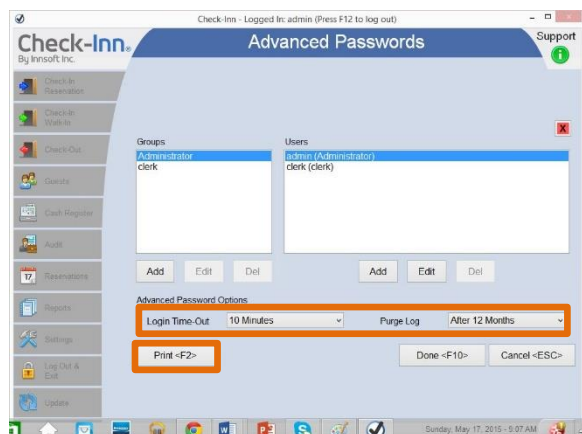 Check-Inn - Logged In: admin (Press F12 to log out)
Check-Inn®
By Innsoft Inc.
Advanced Passwords
Support
Check-In
Reservation
Check-In
Walk-In
Check-Out
Guests
Cash Register
Audit
17
Reservations
Reports
Settings
Log Out &
Exit
Update
X
Groups
Administrator
clerk
Users
admin (Administrator)
clerk (clerk)
Add Edit Del
Add Edit Del
Advanced Password Options
Login Time-Out 10 Minutes Purge Log After 12 Months
Print <F2>
Done <F10> Cancel <ESC>
Sunday, May 17, 2015 - 9:07 AM